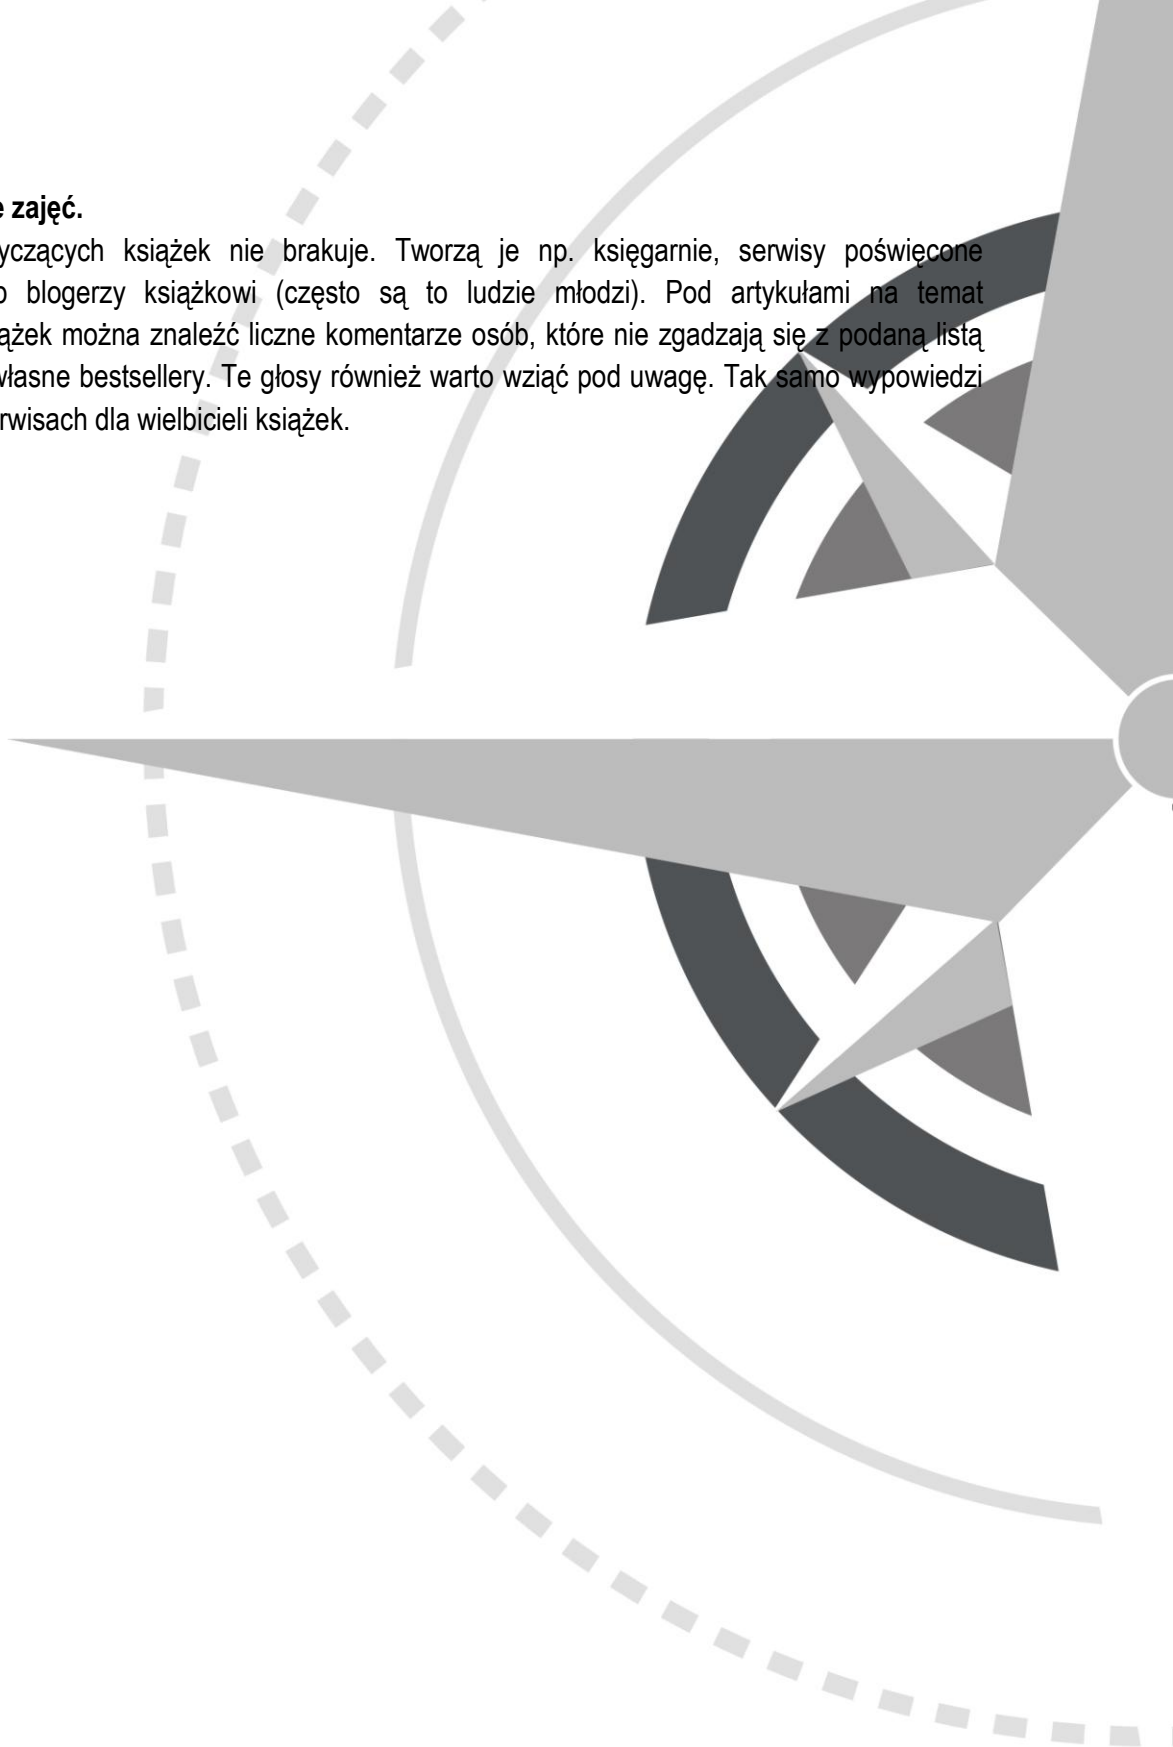 e zajęć.
yczących książek nie brakuje. Tworzą je np. księgarnie, serwisy poświęcone
o blogerzy książkowi (często są to ludzie młodzi). Pod artykułami na temat
ążek można znaleźć liczne komentarze osób, które nie zgadzają się z podaną listą
własne bestsellery. Te głosy również warto wziąć pod uwagę. Tak samo wypowiedzi
rwisach dla wielbicieli książek.